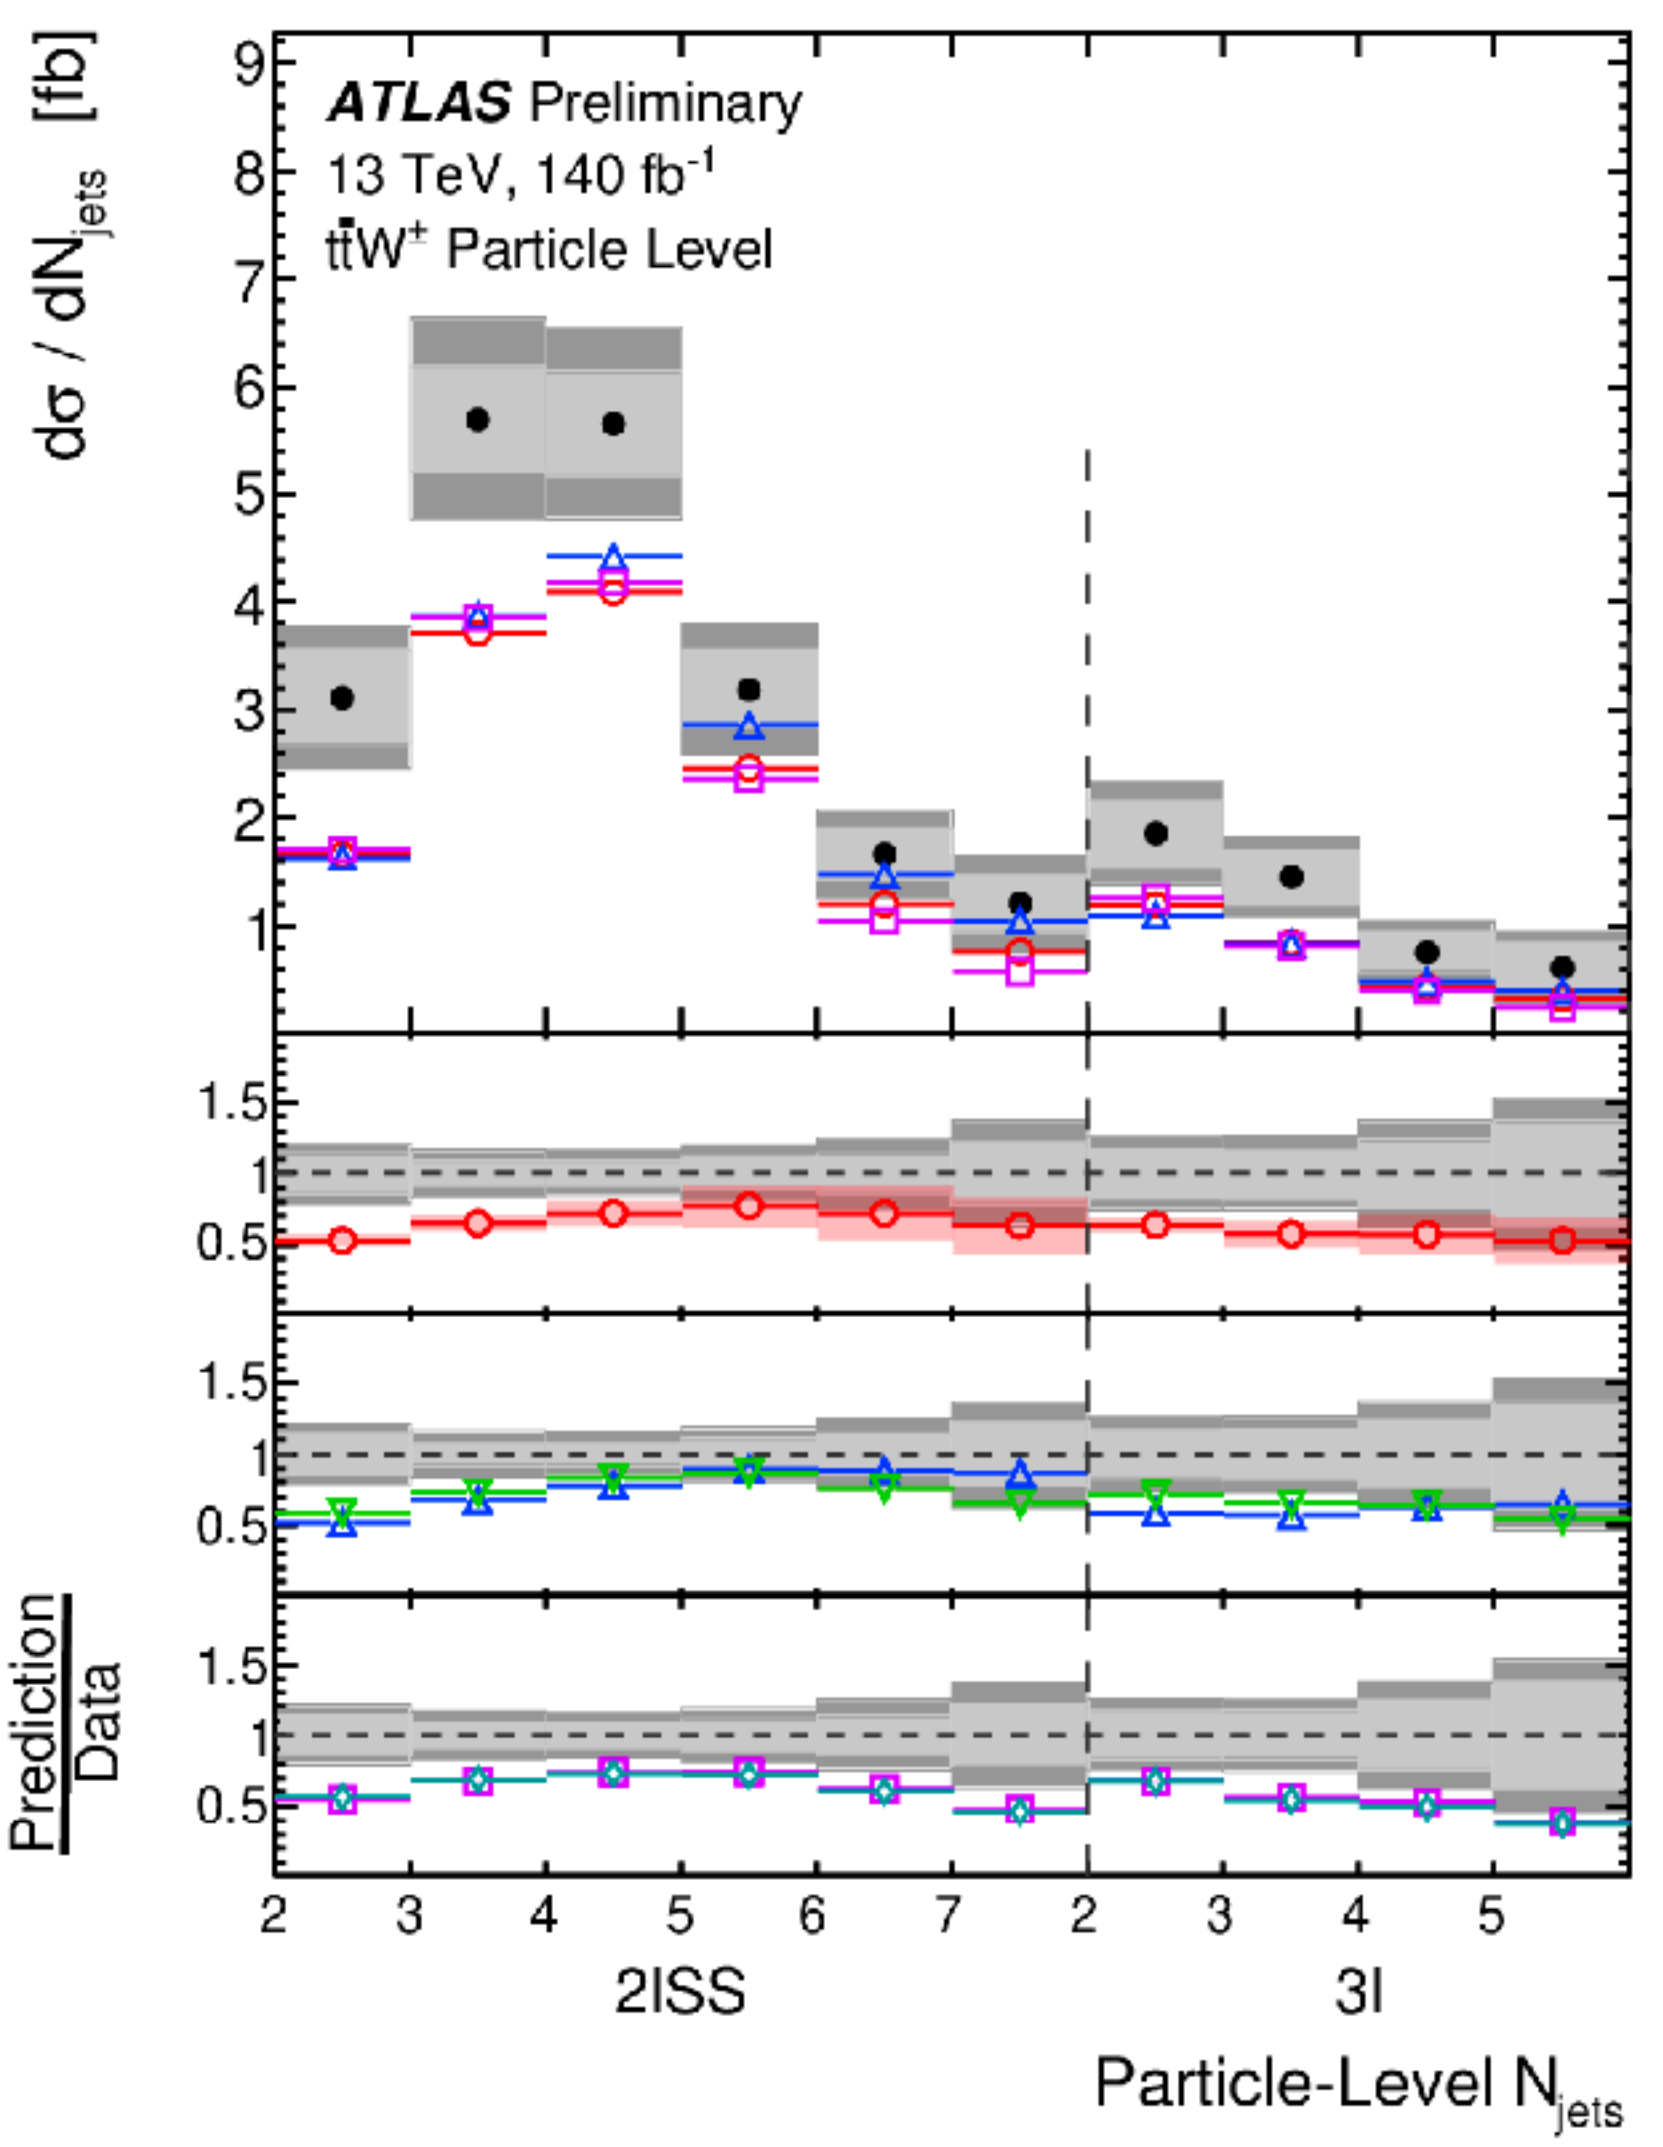 dσ / dN_jets [fb]
ATLAS Preliminary
13 TeV, 140 fb⁻¹
tt̄W± Particle Level
9
8
7
6
5
4
3
2
1
1.5
1
0.5
1.5
1
0.5
1.5
1
0.5
Prediction
Data
2 3 4 5 6 7 2 3 4 5
2lSS 3l
Particle-Level N_jets